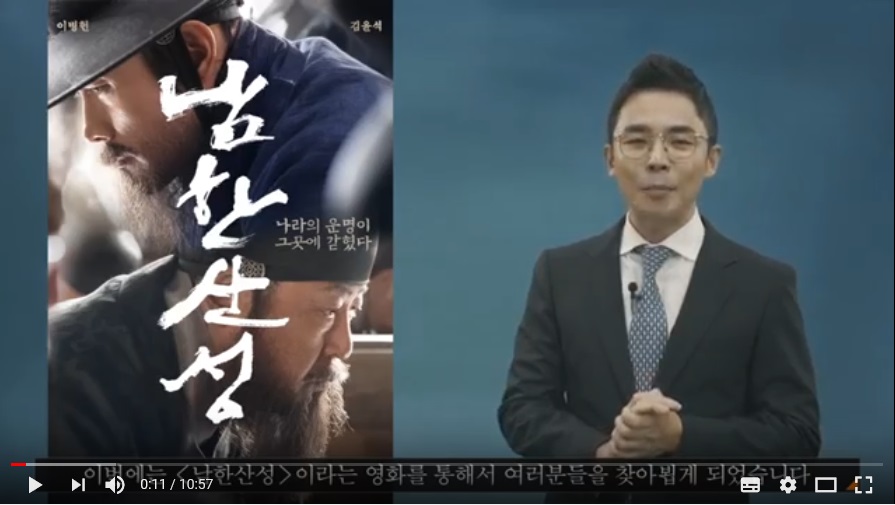 이병헌
김윤석
남한산성
나라의 운명이
그곳에 갇혔다
이번에는 <남한산성>이라는 영화를 통해서 여러분들을 찾아뵙게 되었습니다
0:11 / 10:57